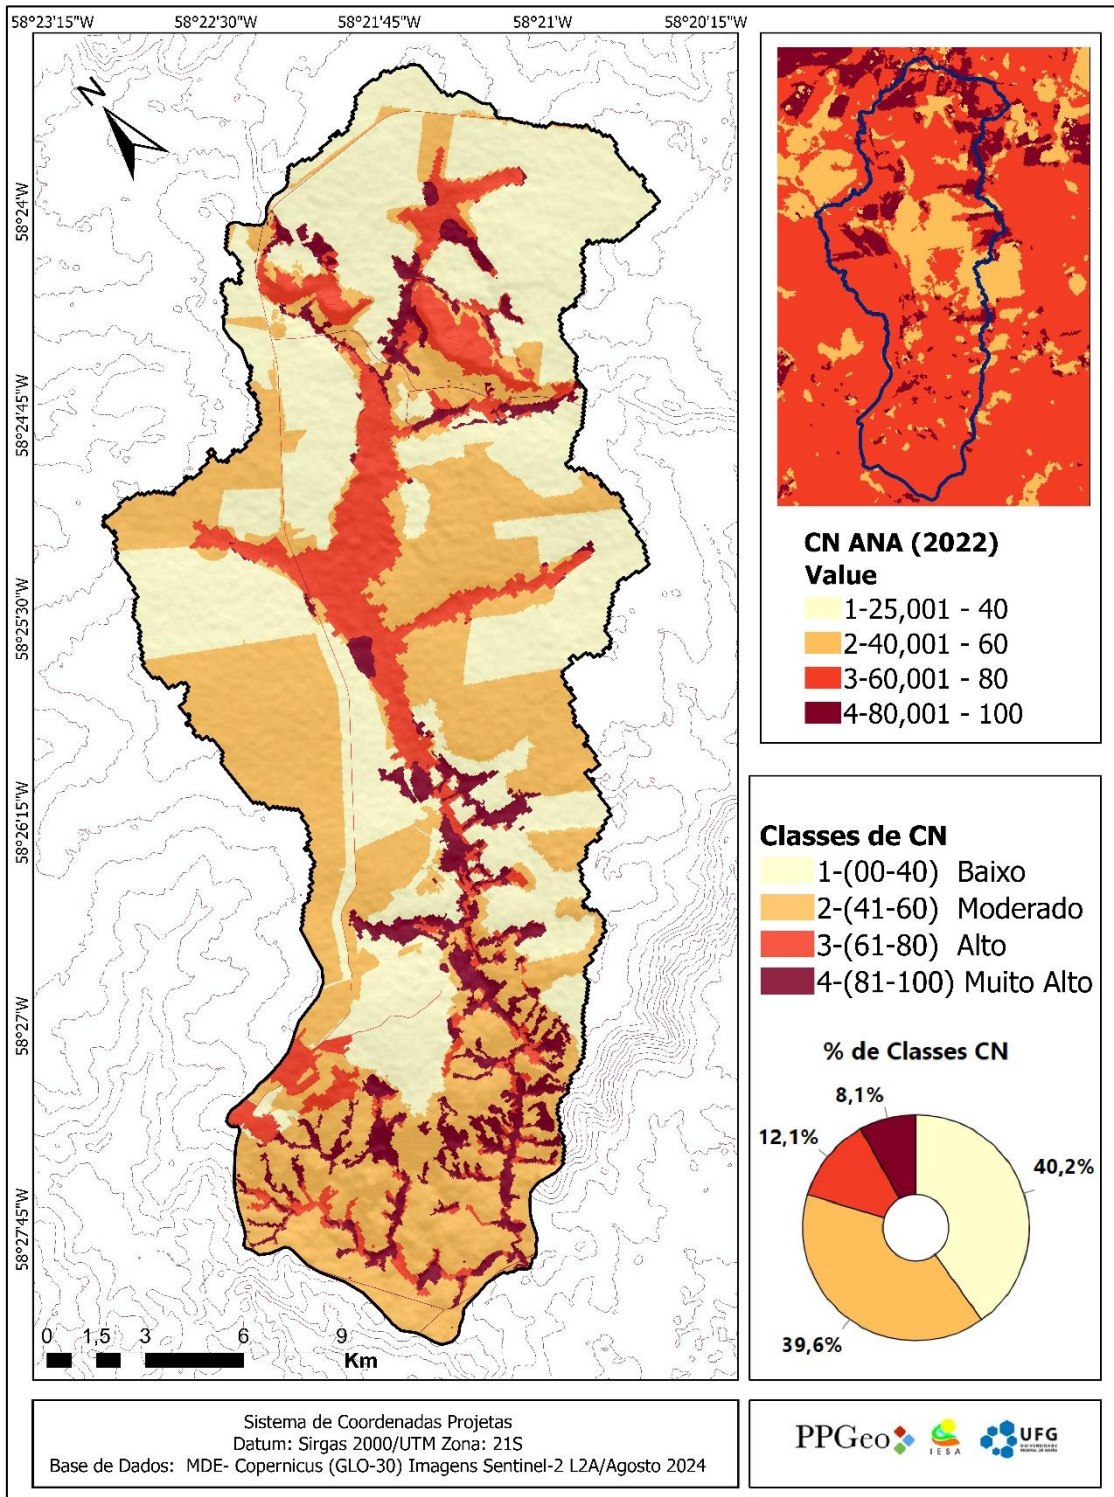 58°23'15"W
58°22'30"W
58°21'45"W
58°21'W
58°20'15"W
N
58°24'W
58°24'45"W
58°25'30"W
58°26'15"W
58°27'W
58°27'45"W
0 1,5 3 6 9
Km
CN ANA (2022)
Value
1-25,001 - 40
2-40,001 - 60
3-60,001 - 80
4-80,001 - 100
Classes de CN
1-(00-40) Baixo
2-(41-60) Moderado
3-(61-80) Alto
4-(81-100) Muito Alto
% de Classes CN
8,1%
12,1%
40,2%
39,6%
Sistema de Coordenadas Projetas
Datum: Sirgas 2000/UTM Zona: 21S
Base de Dados: MDE- Copernicus (GLO-30) Imagens Sentinel-2 L2A/Agosto 2024
PPGeo
IESA
UFG
UNIVERSIDADE
FEDERAL DE GOIÁS